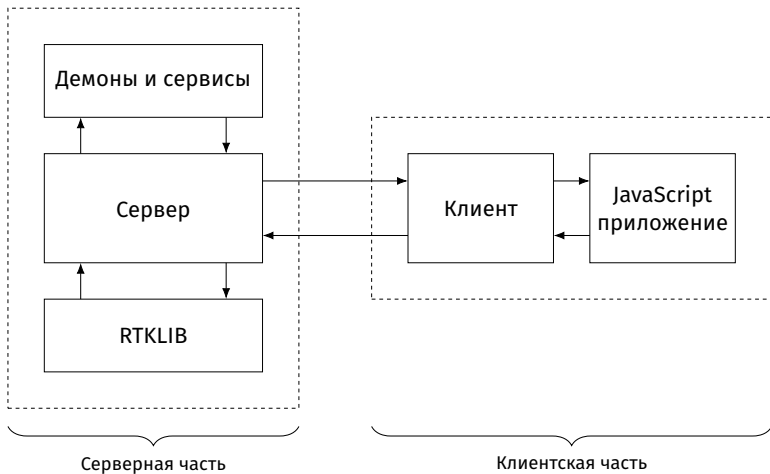 Демоны и сервисы
Сервер
RTKLIB
Клиент
JavaScript
приложение
Серверная часть
Клиентская часть